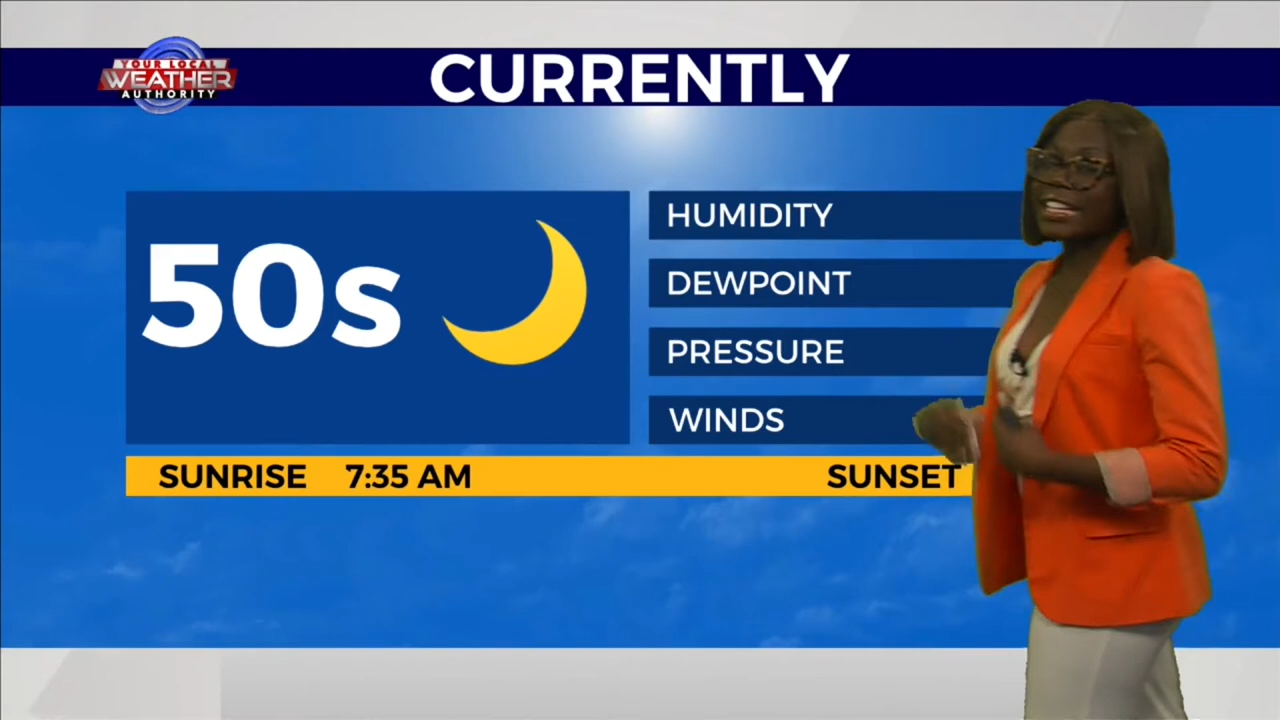 YOUR LOCAL
WEATHER
AUTHORITY
CURRENTLY
50s
HUMIDITY
DEWPOINT
PRESSURE
WINDS
SUNRISE 7:35 AM SUNSET